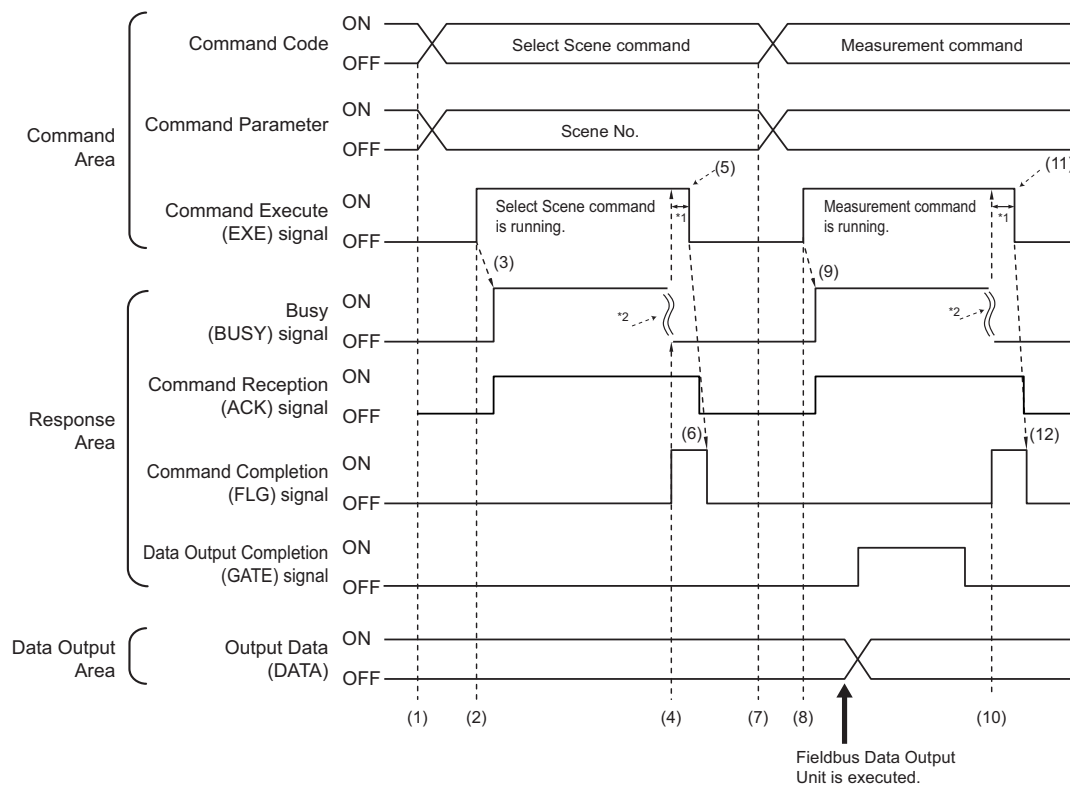 ON
Command Code
Select Scene command
Measurement command
OFF
ON
Command Parameter
Scene No.
OFF
Command
Area
(5)
(11)
ON
Command Execute
(EXE) signal
Select Scene command
is running.
*1
Measurement command
is running.
*1
OFF
(3)
(9)
ON
Busy
(BUSY) signal
*2
*2
OFF
ON
Command Reception
(ACK) signal
OFF
Response
Area
(6)
(12)
ON
Command Completion
(FLG) signal
OFF
ON
Data Output Completion
(GATE) signal
OFF
Data Output
Area
ON
Output Data
(DATA)
OFF
(1)
(2)
(4)
(7)
(8)
(10)
Fieldbus Data Output
Unit is executed.